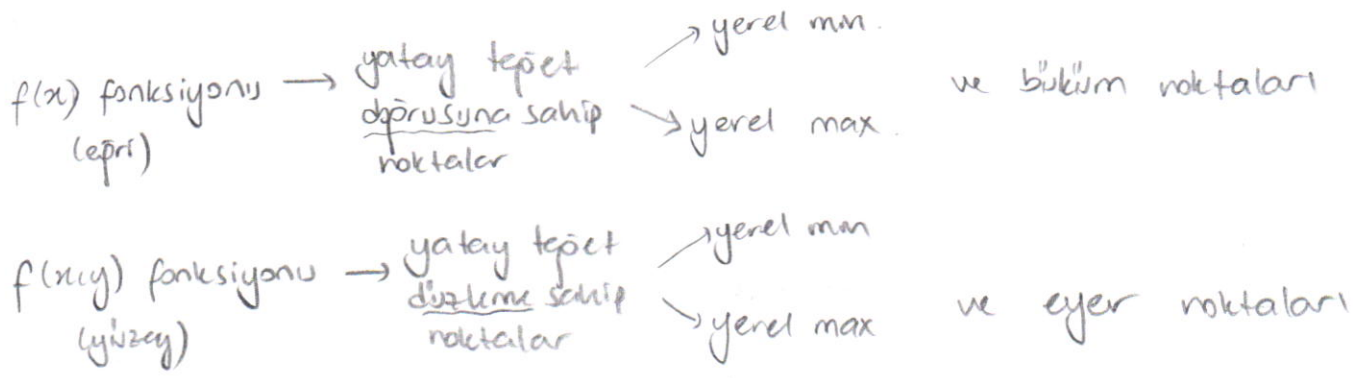 f(x) fonksiyonu → yatay teğet → yerel min.
(eğri) doğrusuna sahip → yerel max. ve büküm noktaları
noktalar
f(x,y) fonksiyonu → yatay teğet → yerel min
(yüzey) düzleme sahip → yerel max ve eyer noktaları
noktalar